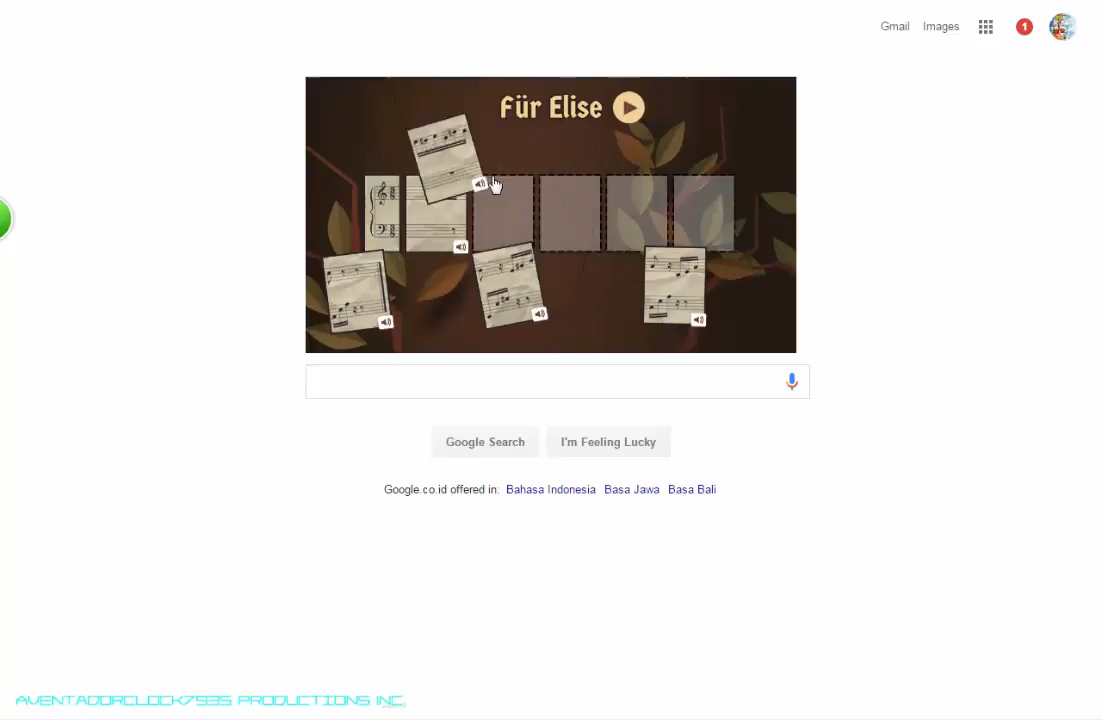 Gmail Images 1
Für Elise
Google Search I'm Feeling Lucky
Google.co.id offered in: Bahasa Indonesia Basa Jawa Basa Bali
AVENTADORCLOCK7535 PRODUCTIONS INC.